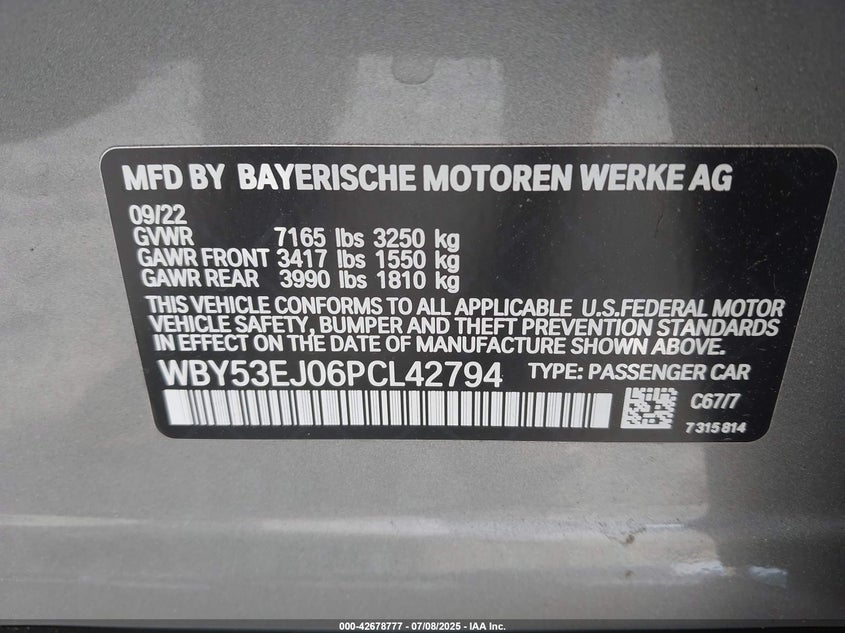 MFD BY BAYERISCHE MOTOREN WERKE AG
09/22
GVWR 7165 lbs 3250 kg
GAWR FRONT 3417 lbs 1550 kg
GAWR REAR 3990 lbs 1810 kg
THIS VEHICLE CONFORMS TO ALL APPLICABLE U.S.FEDERAL MOTOR
VEHICLE SAFETY, BUMPER AND THEFT PREVENTION STANDARDS
IN EFFECT ON THE DATE OF MANUFACTURE SHOWN ABOVE.
WBY53EJ06PCL42794 TYPE: PASSENGER CAR
C67/7
7 315 814
000-42678777 - 07/08/2025 - IAA Inc.